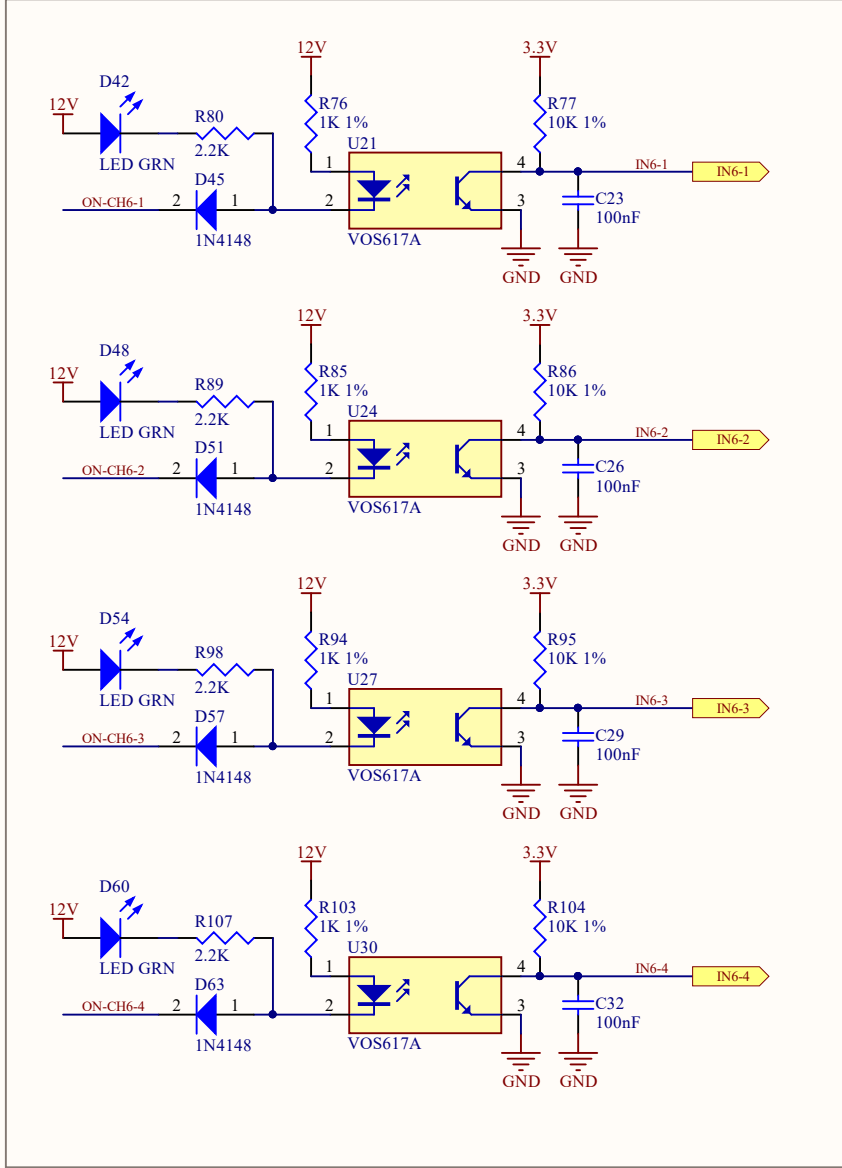 12V
3.3V
D42
12V
R80
R76
1K 1%
R77
10K 1%
LED GRN
2.2K
U21
1
4
IN6-1
IN6-1
D45
ON-CH6-1
2
1
2
3
C23
100nF
1N4148
VOS617A
GND
GND
12V
3.3V
D48
12V
R89
R85
1K 1%
R86
10K 1%
LED GRN
2.2K
U24
1
4
IN6-2
IN6-2
D51
ON-CH6-2
2
1
2
3
C26
100nF
1N4148
VOS617A
GND
GND
12V
3.3V
D54
12V
R98
R94
1K 1%
R95
10K 1%
LED GRN
2.2K
U27
1
4
IN6-3
IN6-3
D57
ON-CH6-3
2
1
2
3
C29
100nF
1N4148
VOS617A
GND
GND
12V
3.3V
D60
12V
R107
R103
1K 1%
R104
10K 1%
LED GRN
2.2K
U30
1
4
IN6-4
IN6-4
D63
ON-CH6-4
2
1
2
3
C32
100nF
1N4148
VOS617A
GND
GND